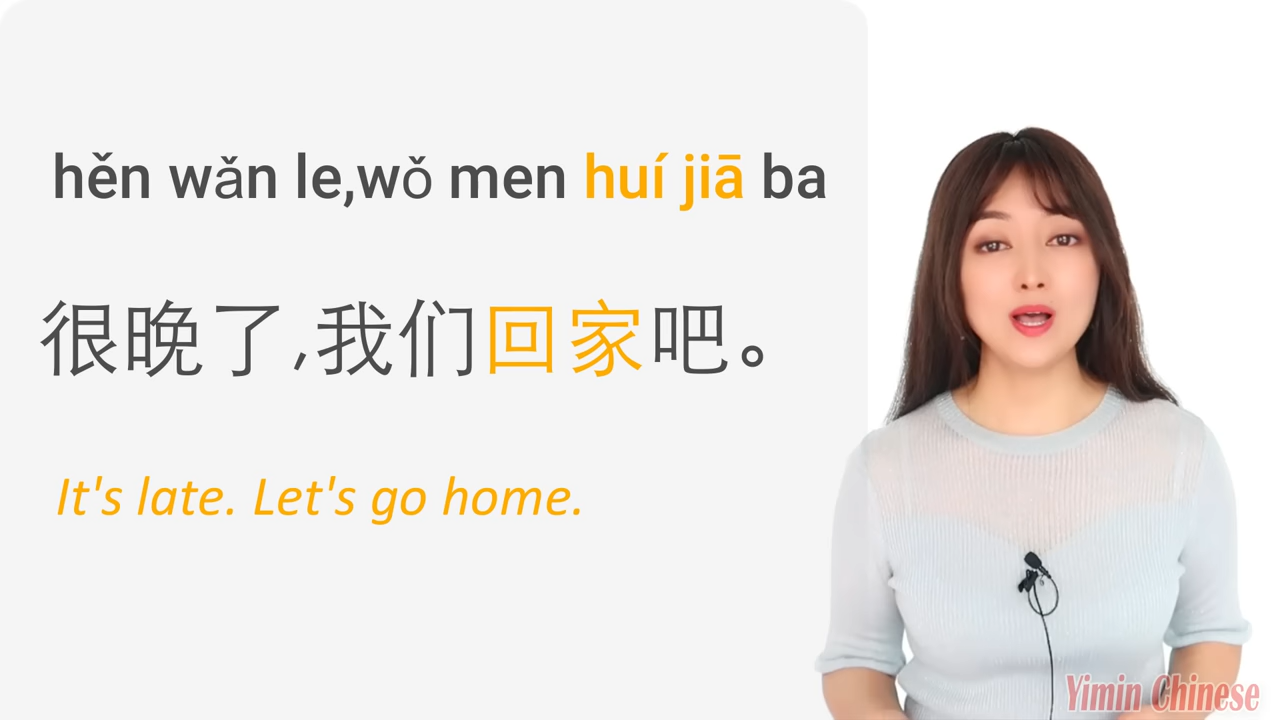 hěn wǎn le,wǒ men huí jiā ba
很晚了,我们回家吧。
It's late. Let's go home.
Yimin Chinese